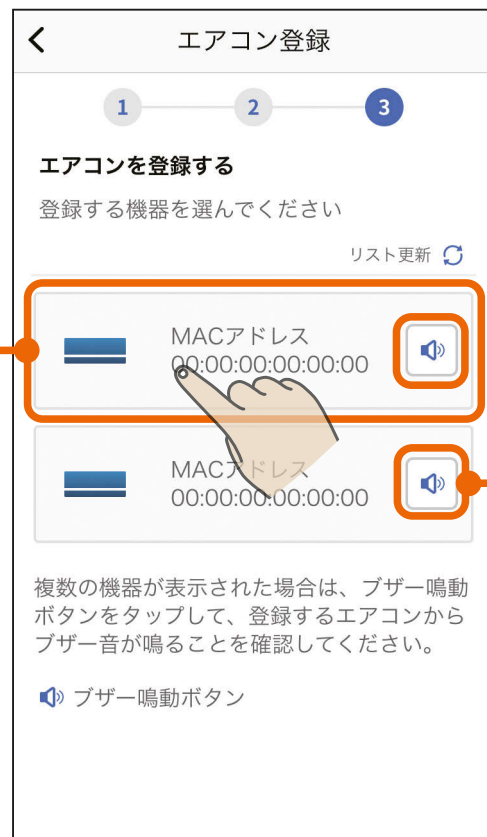 エアコン登録
1 2 3
エアコンを登録する
登録する機器を選んでください
リスト更新
MACアドレス
00:00:00:00:00:00
MACアドレス
00:00:00:00:00:00
複数の機器が表示された場合は、ブザー鳴動
ボタンをタップして、登録するエアコンから
ブザー音が鳴ることを確認してください。
ブザー鳴動ボタン